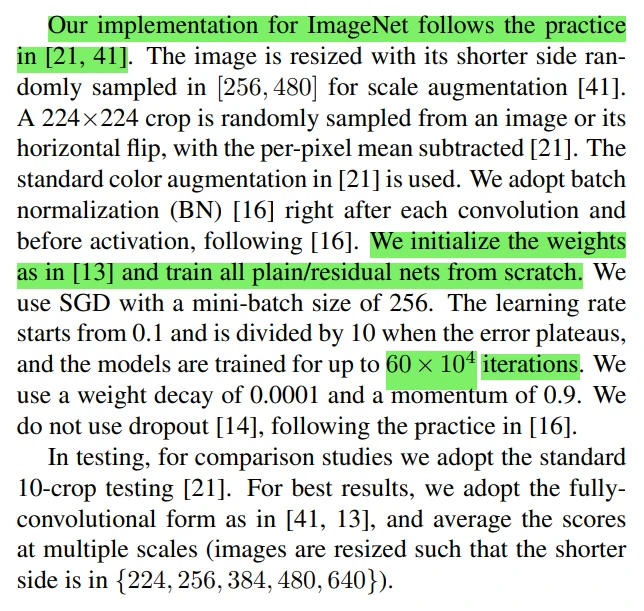 Our implementation for ImageNet follows the practice
in [21, 41]. The image is resized with its shorter side ran-
domly sampled in [256, 480] for scale augmentation [41].
A 224×224 crop is randomly sampled from an image or its
horizontal flip, with the per-pixel mean subtracted [21]. The
standard color augmentation in [21] is used. We adopt batch
normalization (BN) [16] right after each convolution and
before activation, following [16]. We initialize the weights
as in [13] and train all plain/residual nets from scratch. We
use SGD with a mini-batch size of 256. The learning rate
starts from 0.1 and is divided by 10 when the error plateaus,
and the models are trained for up to 60 × 10⁴ iterations. We
use a weight decay of 0.0001 and a momentum of 0.9. We
do not use dropout [14], following the practice in [16].
In testing, for comparison studies we adopt the standard
10-crop testing [21]. For best results, we adopt the fully-
convolutional form as in [41, 13], and average the scores
at multiple scales (images are resized such that the shorter
side is in {224, 256, 384, 480, 640}).